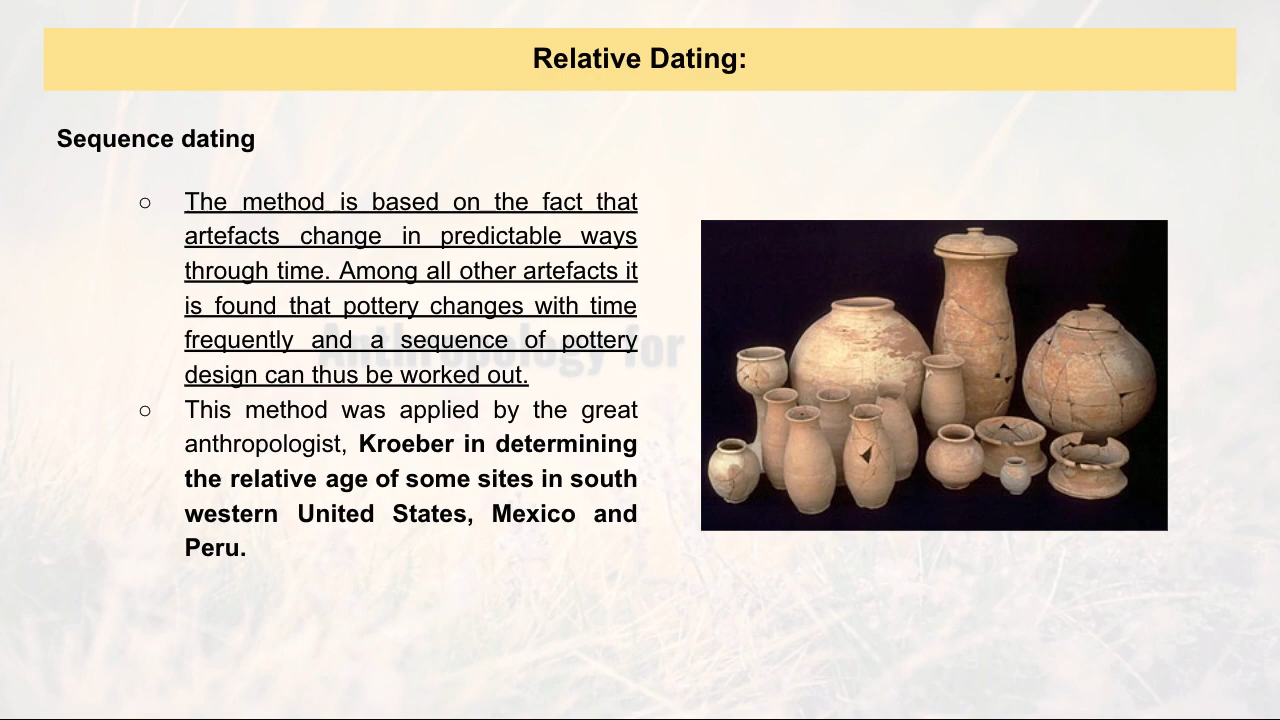 Relative Dating:
Sequence dating
○ The method is based on the fact that
artefacts change in predictable ways
through time. Among all other artefacts it
is found that pottery changes with time
frequently and a sequence of pottery
design can thus be worked out.
○ This method was applied by the great
anthropologist, Kroeber in determining
the relative age of some sites in south
western United States, Mexico and
Peru.
Anthropology for